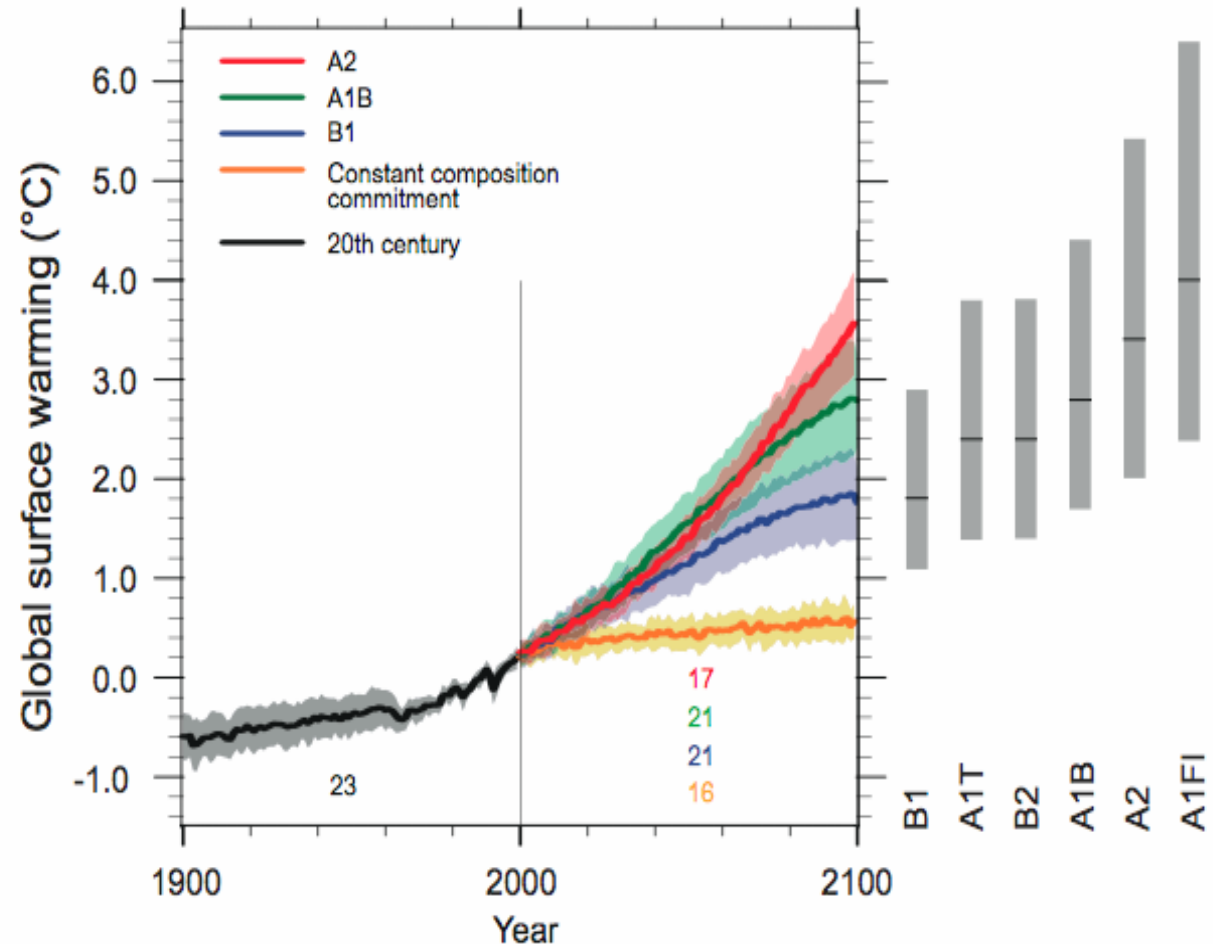 A2
A1B
B1
Constant composition
commitment
20th century
Global surface warming (°C)
6.0
5.0
4.0
3.0
2.0
1.0
0.0
-1.0
17
21
21
16
23
1900
2000
2100
Year
B1
A1T
B2
A1B
A2
A1FI